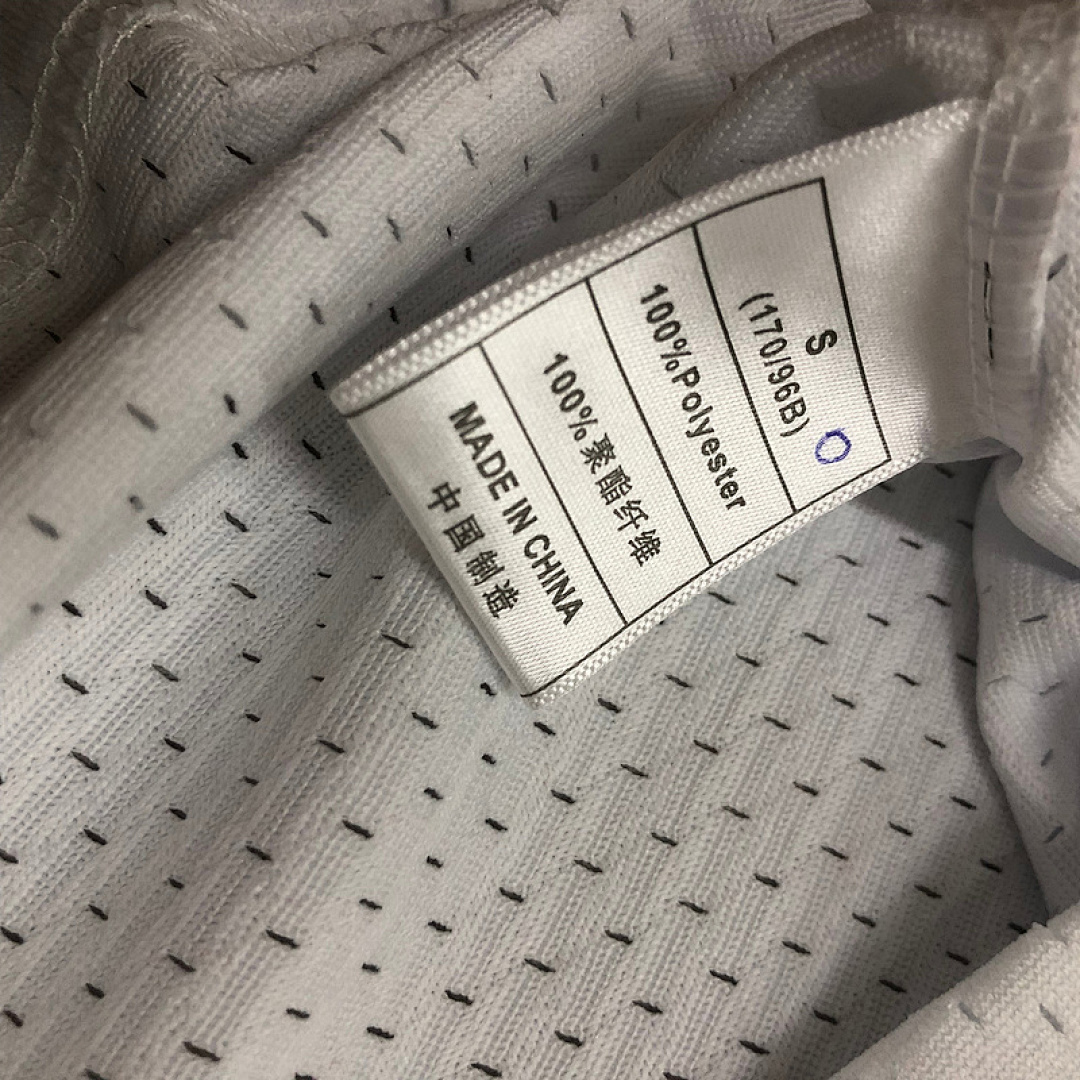 S
(170/96B)
100%Polyester
100%聚酯纤维
MADE IN CHINA
中国制造